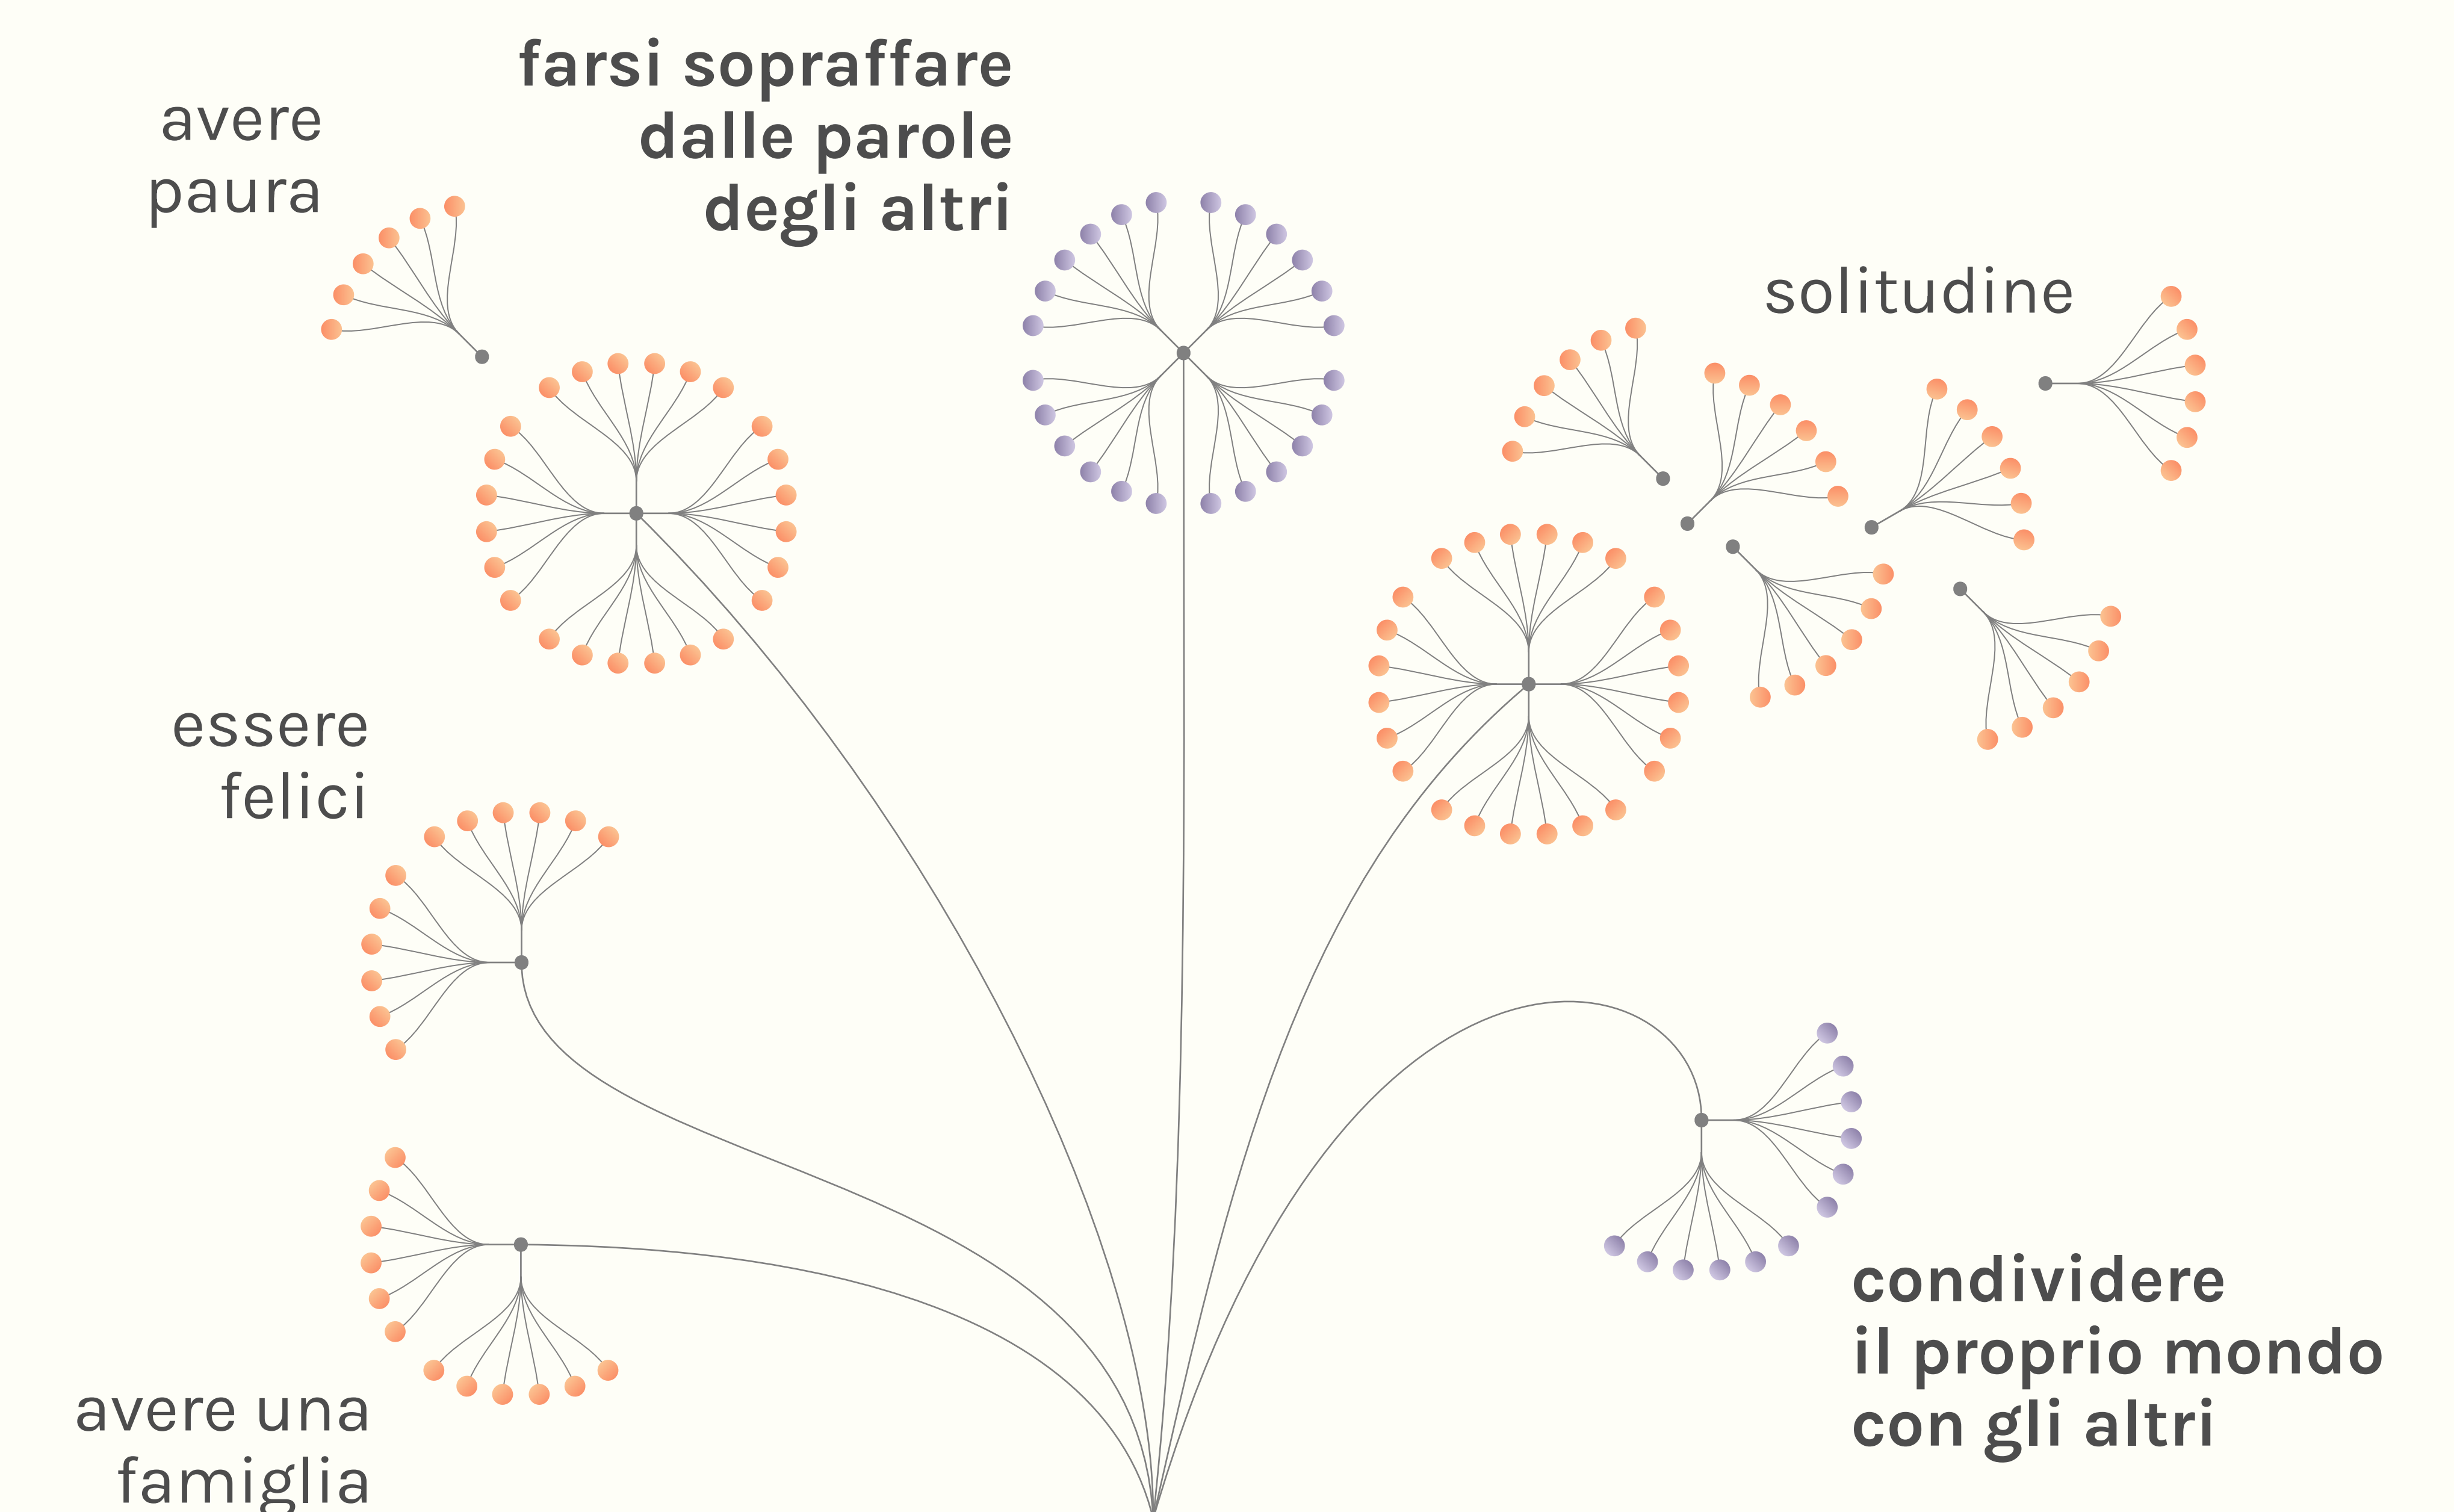 farsi sopraffare
dalle parole
degli altri
avere
paura
solitudine
essere
felici
condividere
il proprio mondo
con gli altri
avere una
famiglia